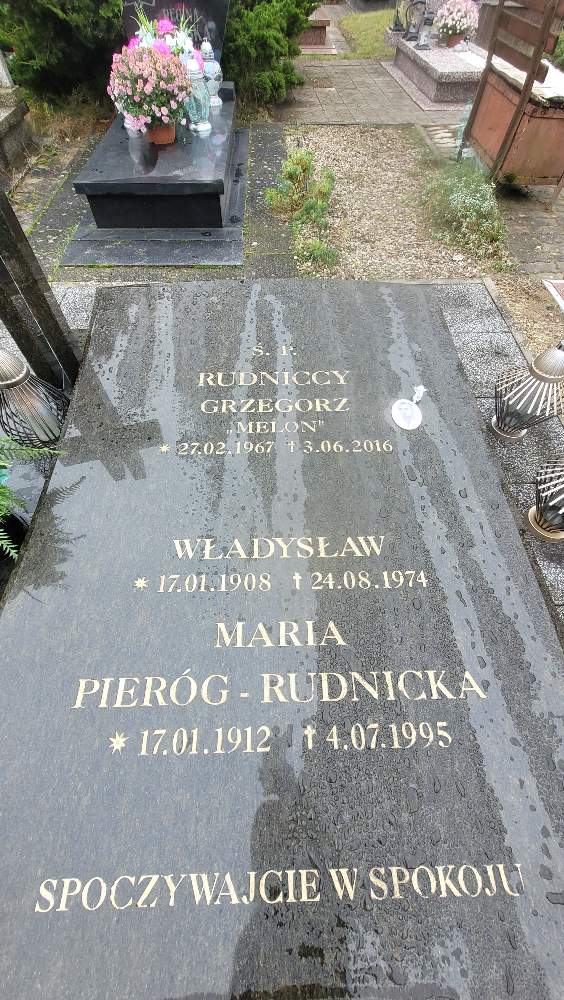 Ś. P.
RUDNICCY
GRZEGORZ
„MELON"
* 27.02.1967 † 3.06.2016
WŁADYSŁAW
* 17.01.1908 † 24.08.1974
MARIA
PIERÓG - RUDNICKA
* 17.01.1912 † 4.07.1995
SPOCZYWAJCIE W SPOKOJU